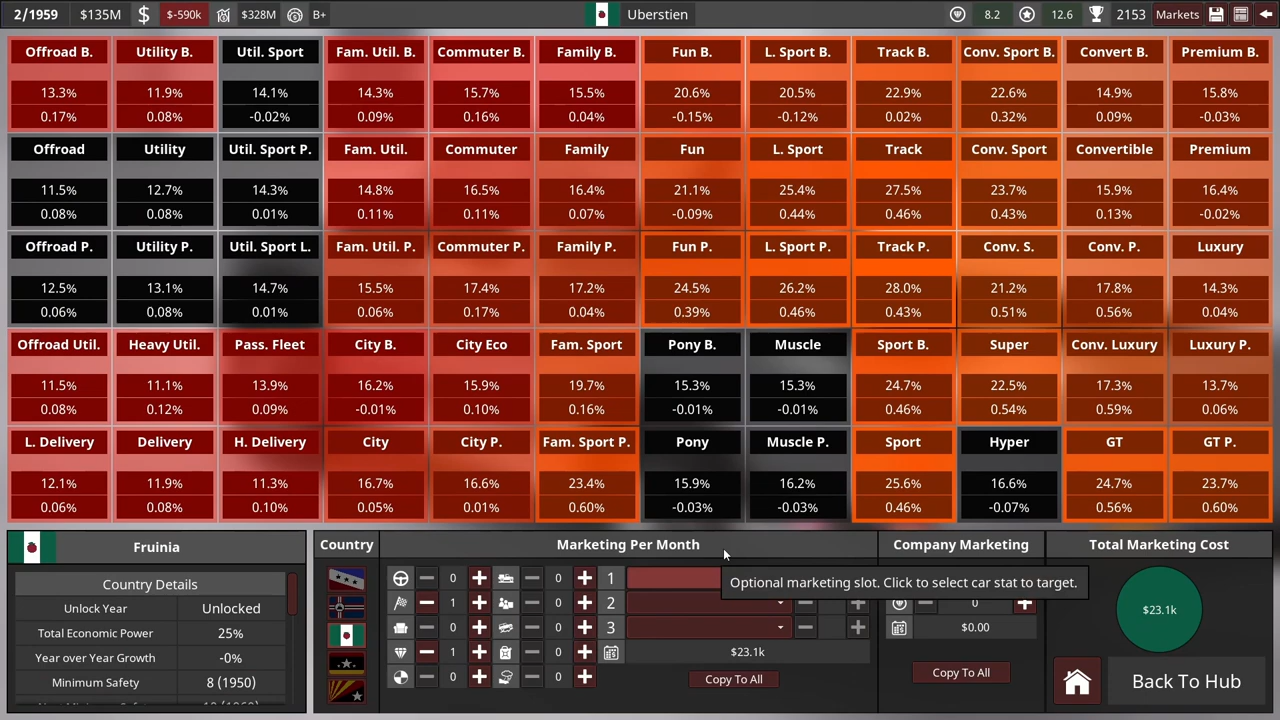 2/1959 $135M $ $-590k $328M B+ Uberstien 8.2 12.6 2153 Markets
Offroad B. Utility B. Util. Sport Fam. Util. B. Commuter B. Family B. Fun B. L. Sport B. Track B. Conv. Sport B. Convert B. Premium B.
13.3% 11.9% 14.1% 14.3% 15.7% 15.5% 20.6% 20.5% 22.9% 22.6% 14.9% 15.8%
0.17% 0.08% -0.02% 0.09% 0.16% 0.04% -0.15% -0.12% 0.02% 0.32% 0.09% -0.03%
Offroad Utility Util. Sport P. Fam. Util. Commuter Family Fun L. Sport Track Conv. Sport Convertible Premium
11.5% 12.7% 14.3% 14.8% 16.5% 16.4% 21.1% 25.4% 27.5% 23.7% 15.9% 16.4%
0.08% 0.08% 0.01% 0.11% 0.11% 0.07% -0.09% 0.44% 0.46% 0.43% 0.13% -0.02%
Offroad P. Utility P. Util. Sport L. Fam. Util. P. Commuter P. Family P. Fun P. L. Sport P. Track P. Conv. S. Conv. P. Luxury
12.5% 13.1% 14.7% 15.5% 17.4% 17.2% 24.5% 26.2% 28.0% 21.2% 17.8% 14.3%
0.06% 0.08% 0.01% 0.06% 0.17% 0.04% 0.39% 0.46% 0.43% 0.51% 0.56% 0.04%
Offroad Util. Heavy Util. Pass. Fleet City B. City Eco Fam. Sport Pony B. Muscle Sport B. Super Conv. Luxury Luxury P.
11.5% 11.1% 13.9% 16.2% 15.9% 19.7% 15.3% 15.3% 24.7% 22.5% 17.3% 13.7%
0.08% 0.12% 0.09% -0.01% 0.10% 0.16% -0.01% -0.01% 0.46% 0.54% 0.59% 0.06%
L. Delivery Delivery H. Delivery City City P. Fam. Sport P. Pony Muscle P. Sport Hyper GT GT P.
12.1% 11.9% 11.3% 16.7% 16.6% 23.4% 15.9% 16.2% 25.6% 16.6% 24.7% 23.7%
0.06% 0.08% 0.10% 0.05% 0.01% 0.60% -0.03% -0.03% 0.46% -0.07% 0.56% 0.60%
Fruinia Country Marketing Per Month Company Marketing Total Marketing Cost
Country Details
Unlock Year Unlocked
Total Economic Power 25%
Year over Year Growth -0%
Minimum Safety 8 (1950)
0 0 1
1 0 2
0 0 3
1 0 $23.1k
0 0 Copy To All
Optional marketing slot. Click to select car stat to target.
0
$0.00
Copy To All
$23.1k
Back To Hub